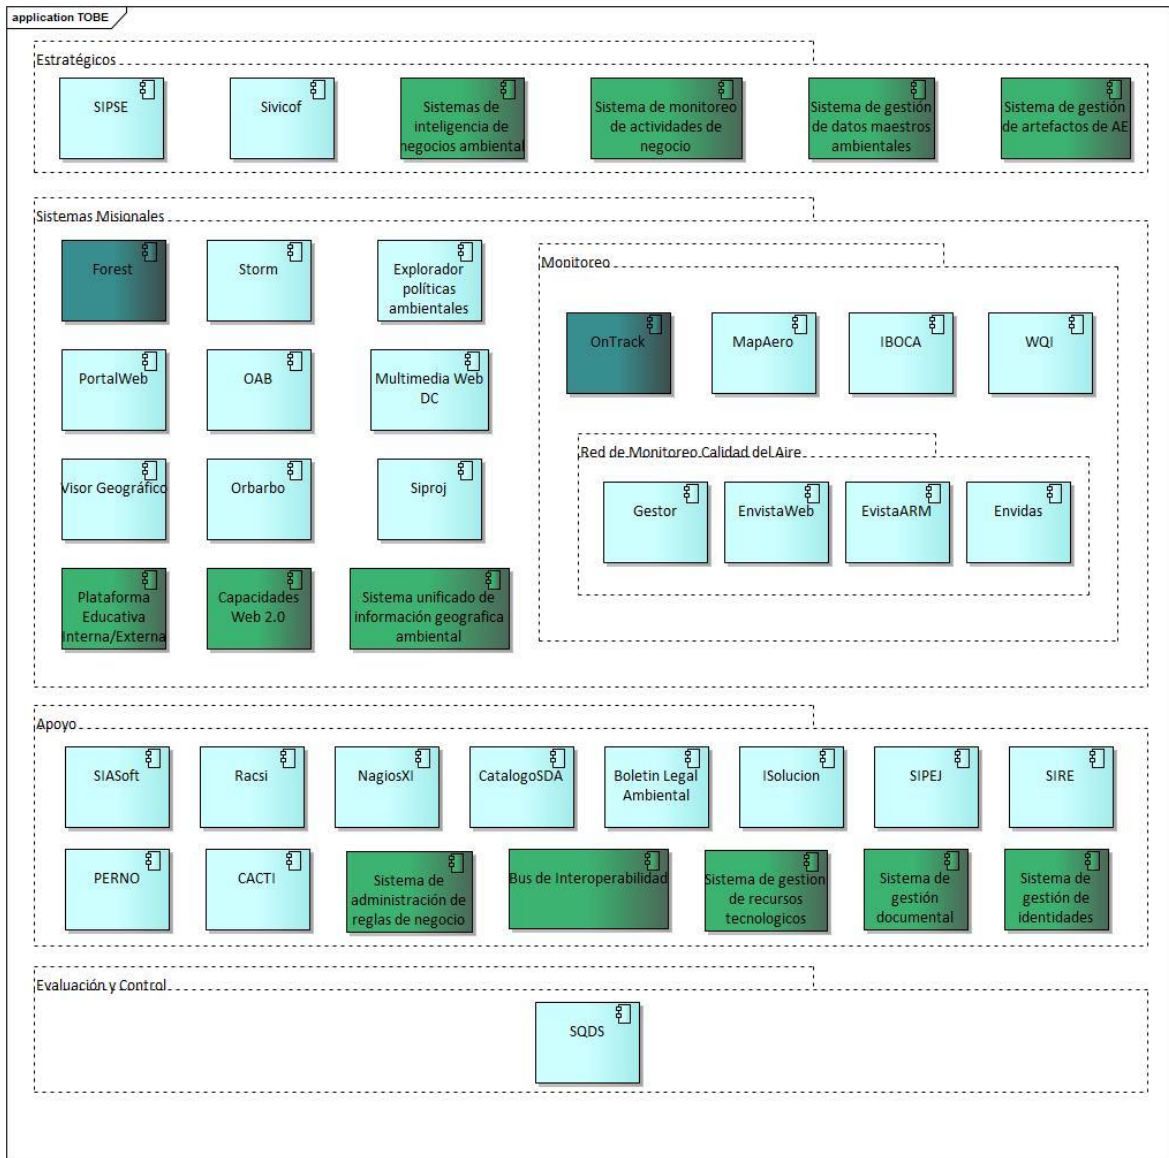 application TOBE
Estratégicos
SIPSE
Sivicof
Sistemas de
inteligencia de
negocios ambiental
Sistema de monitoreo
de actividades de
negocio
Sistema de gestión
de datos maestros
ambientales
Sistema de gestión
de artefactos de AE
Sistemas Misionales
Forest
Storm
Explorador
políticas
ambientales
PortalWeb
OAB
Multimedia Web
DC
Visor Geográfico
Orbarbo
Siproj
Plataforma
Educativa
Interna/Externa
Capacidades
Web 2.0
Sistema unificado de
información geografica
ambiental
Monitoreo
OnTrack
MapAero
IBOCA
WQI
Red de Monitoreo Calidad del Aire
Gestor
EnvistaWeb
EvistaARM
Envidas
Apoyo
SIASoft
Racsi
NagiosXI
CatalogoSDA
Boletin Legal
Ambiental
ISolucion
SIPEJ
SIRE
PERNO
CACTI
Sistema de
administración de
reglas de negocio
Bus de Interoperabilidad
Sistema de gestión
de recursos
tecnologicos
Sistema de
gestión
documental
Sistema de
gestión de
identidades
Evaluación y Control
SQDS